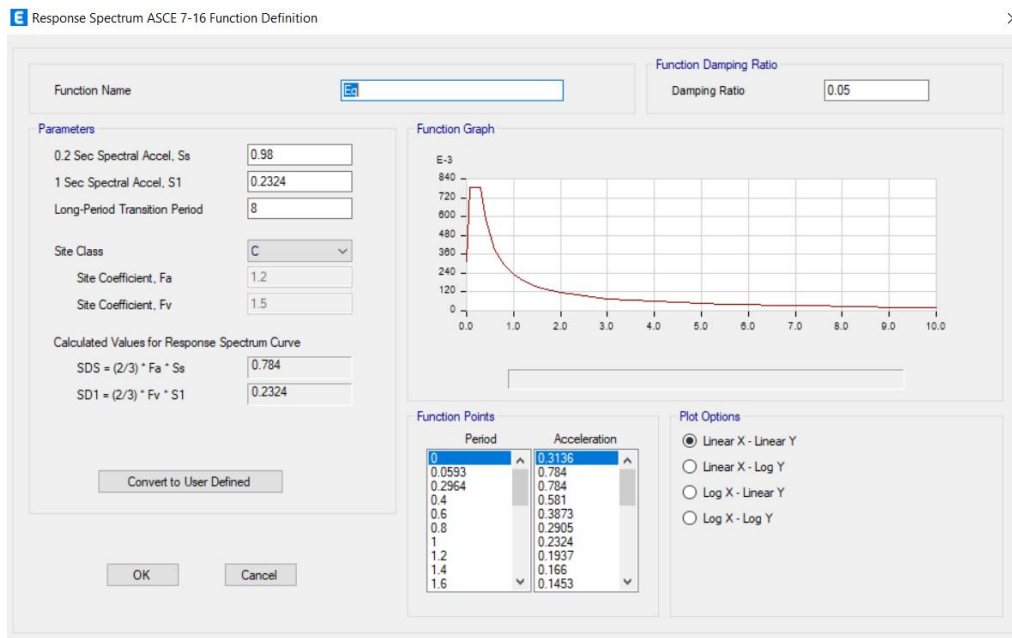 E Response Spectrum ASCE 7-16 Function Definition
Function Name
Eq
Function Damping Ratio
Damping Ratio 0.05
Parameters
0.2 Sec Spectral Accel, Ss 0.98
1 Sec Spectral Accel, S1 0.2324
Long-Period Transition Period 8
Site Class C
Site Coefficient, Fa 1.2
Site Coefficient, Fv 1.5
Calculated Values for Response Spectrum Curve
SDS = (2/3) * Fa * Ss 0.784
SD1 = (2/3) * Fv * S1 0.2324
Convert to User Defined
OK Cancel
Function Graph
E-3
840
720
600
480
360
240
120
0
0.0 1.0 2.0 3.0 4.0 5.0 6.0 7.0 8.0 9.0 10.0
Function Points
Period Acceleration
0 0.3136
0.0593 0.784
0.2964 0.784
0.4 0.581
0.6 0.3873
0.8 0.2905
1 0.2324
1.2 0.1937
1.4 0.166
1.6 0.1453
Plot Options
Linear X - Linear Y
Linear X - Log Y
Log X - Linear Y
Log X - Log Y